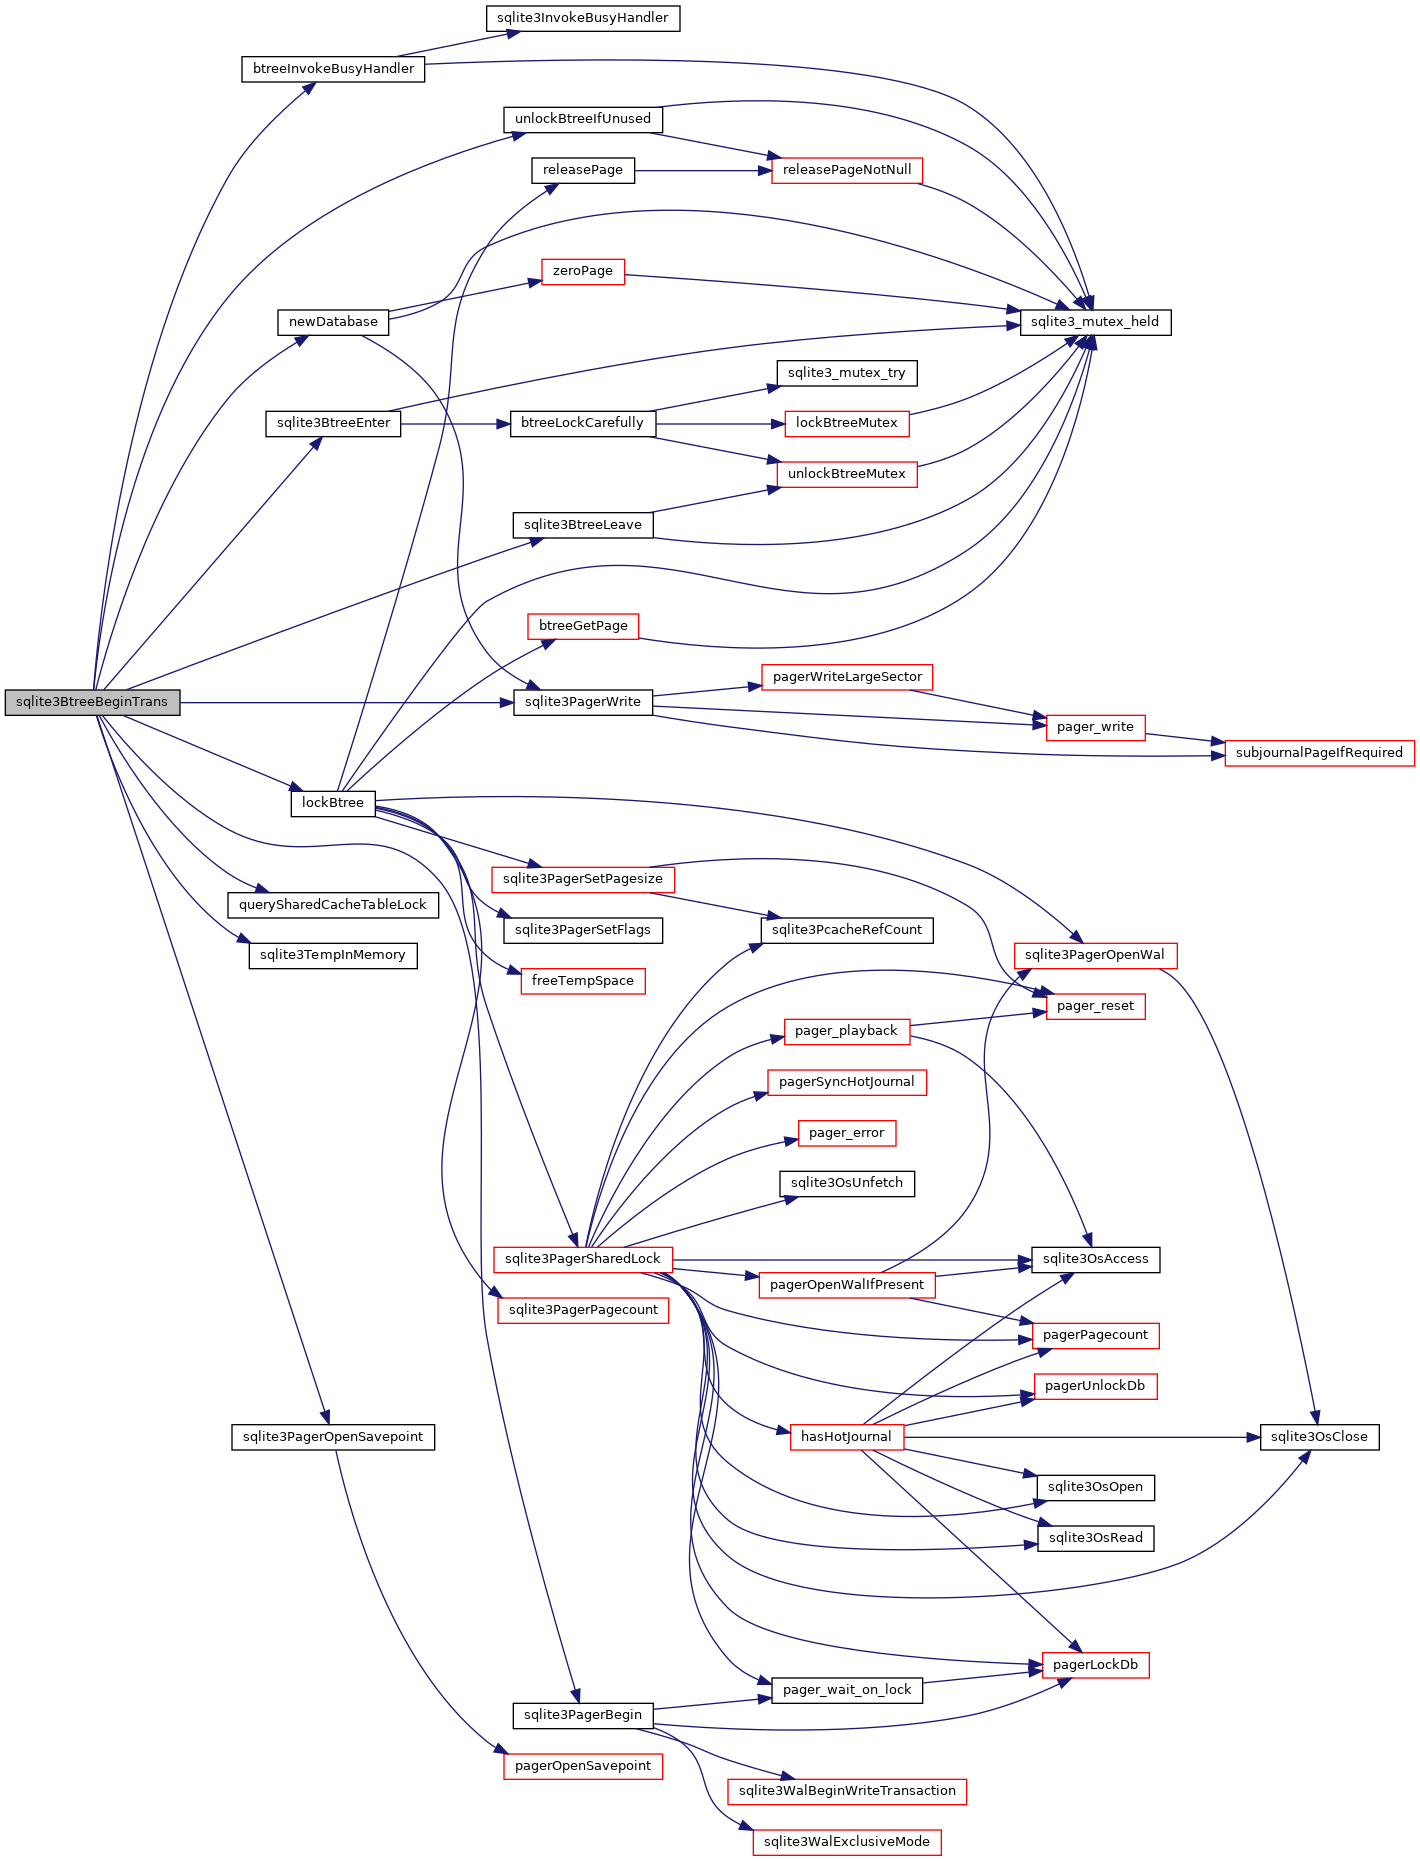 sqlite3InvokeBusyHandler
btreeInvokeBusyHandler
unlockBtreeIfUnused
releasePage
releasePageNotNull
zeroPage
newDatabase
sqlite3_mutex_held
sqlite3_mutex_try
sqlite3BtreeEnter
btreeLockCarefully
lockBtreeMutex
unlockBtreeMutex
sqlite3BtreeLeave
btreeGetPage
pagerWriteLargeSector
sqlite3BtreeBeginTrans
sqlite3PagerWrite
pager_write
subjournalPageIfRequired
lockBtree
sqlite3PagerSetPagesize
querySharedCacheTableLock
sqlite3PagerSetFlags
sqlite3PcacheRefCount
sqlite3TempInMemory
sqlite3PagerOpenWal
freeTempSpace
pager_reset
pager_playback
pagerSyncHotJournal
pager_error
sqlite3OsUnfetch
sqlite3PagerSharedLock
sqlite3OsAccess
pagerOpenWalIfPresent
sqlite3PagerPagecount
pagerPagecount
pagerUnlockDb
sqlite3PagerOpenSavepoint
hasHotJournal
sqlite3OsClose
sqlite3OsOpen
sqlite3OsRead
pagerLockDb
pager_wait_on_lock
sqlite3PagerBegin
pagerOpenSavepoint
sqlite3WalBeginWriteTransaction
sqlite3WalExclusiveMode